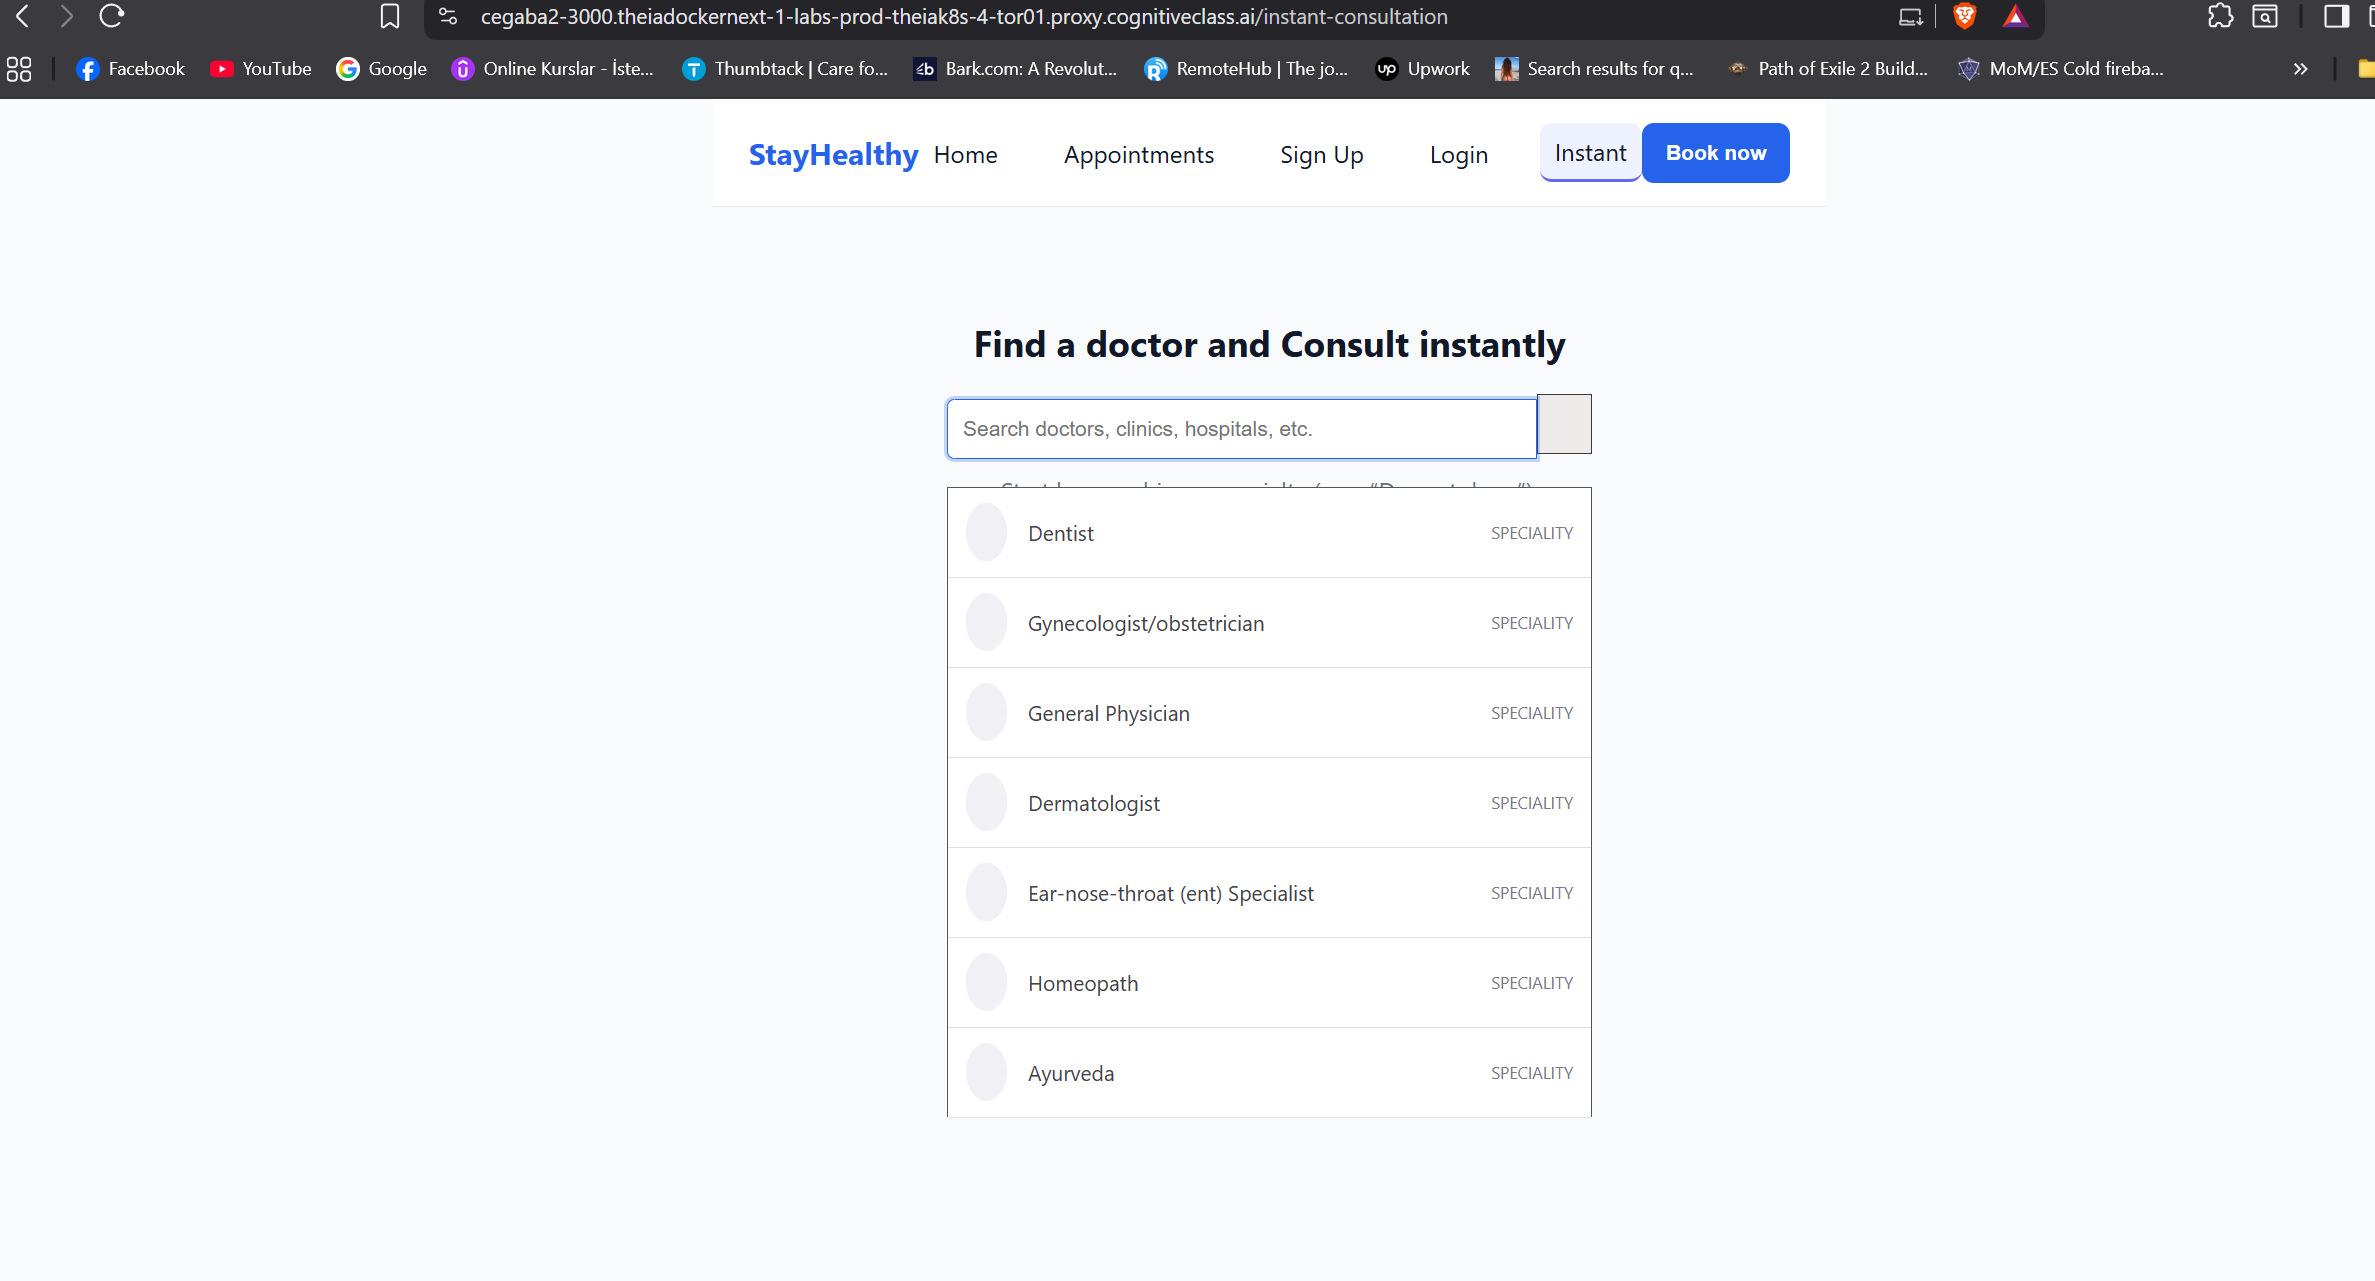 cegaba2-3000.theiadockernext-1-labs-prod-theiak8s-4-tor01.proxy.cognitiveclass.ai/instant-consultation
Facebook YouTube Google Online Kurslar - İste... Thumbtack | Care fo... Bark.com: A Revolut... RemoteHub | The jo... up Upwork Search results for q... Path of Exile 2 Build... MoM/ES Cold fireba...
StayHealthy Home Appointments Sign Up Login Instant Book now
Find a doctor and Consult instantly
Search doctors, clinics, hospitals, etc.
Dentist SPECIALITY
Gynecologist/obstetrician SPECIALITY
General Physician SPECIALITY
Dermatologist SPECIALITY
Ear-nose-throat (ent) Specialist SPECIALITY
Homeopath SPECIALITY
Ayurveda SPECIALITY